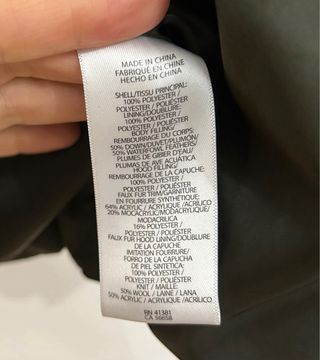 MADE IN CHINA
FABRIQUÉ EN CHINE
HECHO EN CHINA
SHELL/TISSU PRINCIPAL:
100% POLYESTER /
POLYESTER / POLIÉSTER
LINING/DOUBLURE:
100% POLYESTER /
POLYESTER / POLIÉSTER
BODY FILLING/
REMBOURRAGE DU CORPS:
50% DOWN/DUVET/PLUMÓN/
50% WATERFOWL FEATHERS/
PLUMES DE GIBIER D'EAU/
PLUMAS DE AVE ACUÁTICA
HOOD FILLING/
REMBOURRAGE DE LA CAPUCHE:
100% POLYESTER /
POLYESTER / POLIÉSTER
FAUX FUR TRIM/GARNITURE
EN FOURRURE SYNTHÉTIQUE:
64% ACRYLIC / ACRYLIQUE /ACRÍLICO
20% MODACRYLIC/MODACRYLIQUE/
MODACRILICA
16% POLYESTER /
POLYESTER / POLIÉSTER
FAUX FUR HOOD LINING/DOUBLURE
DE LA CAPUCHE
IMITATION FOURRURE/
FORRO DE LA CAPUCHA
DE PIEL SINTETICA:
100% POLYESTER /
POLYESTER / POLIÉSTER
KNIT / MAILLE:
50% WOOL / LAINE / LANA
50% ACRYLIC / ACRYLIQUE / ACRÍLICO
RN 41381
CA 56658